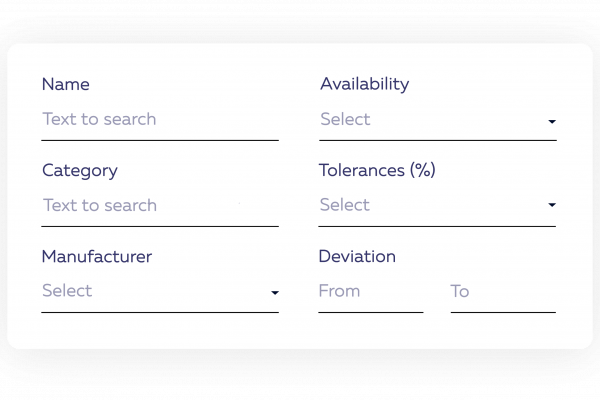 Name
Text to search
Category
Text to search
Manufacturer
Select
Availability
Select
Tolerances (%)
Select
Deviation
From To